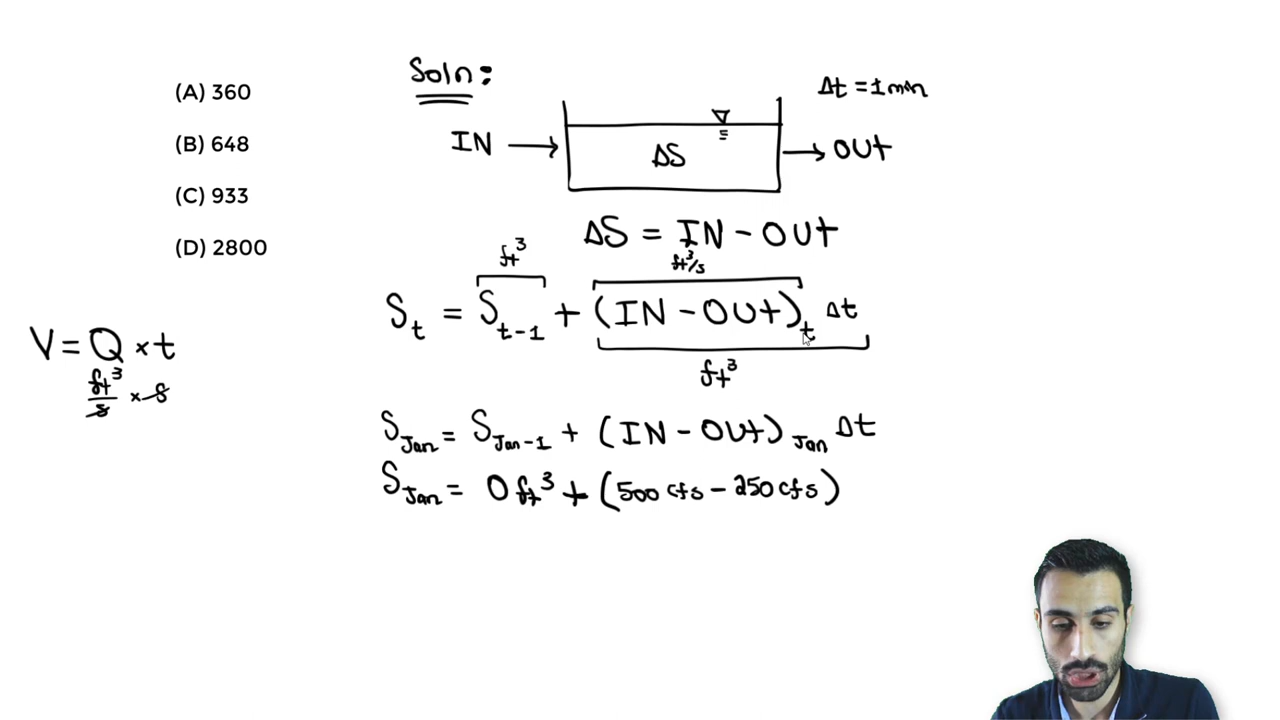 (A) 360
(B) 648
(C) 933
(D) 2800
Soln:
Δt = 1 min
IN → ΔS → OUt
ΔS = IN - OUt
ft³ ft³/s
S_t = S_t-1 + (IN - OUt)_t Δt
ft³
V = Q × t
ft³/s × s
S_Jan = S_Jan-1 + (IN - OUt)_Jan Δt
S_Jan = 0 ft³ + (500 cfs - 250 cfs)